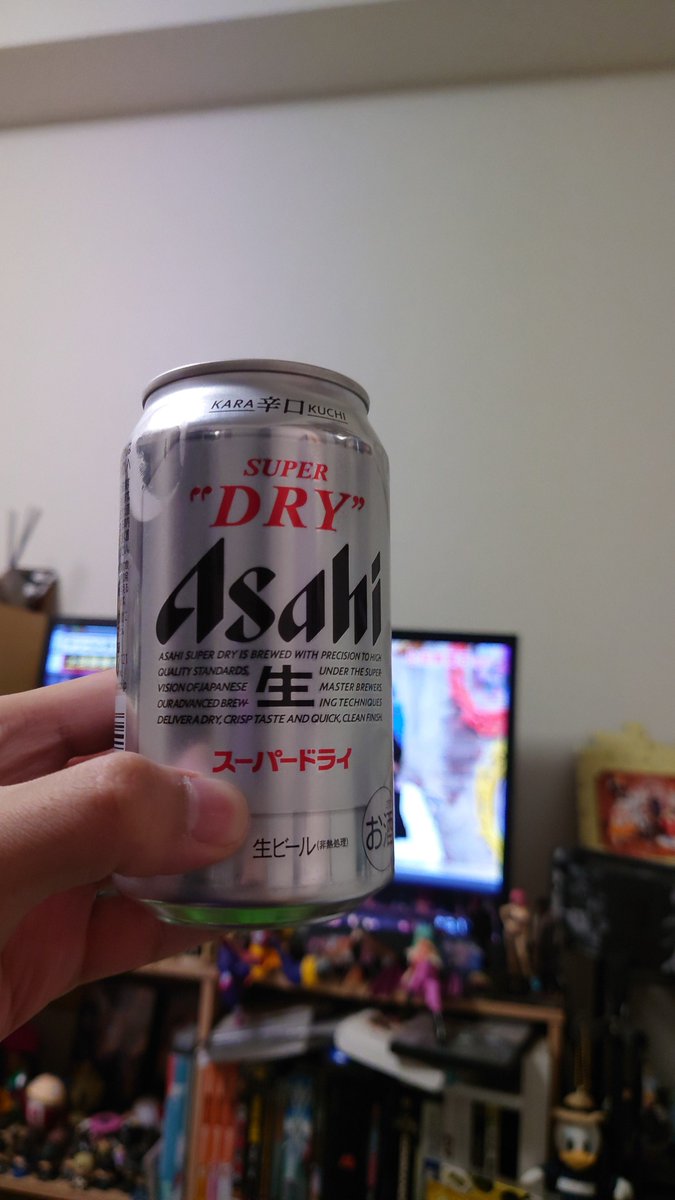 KARA 辛口 KUCHI
SUPER
"DRY"
Asahi
ASAHI SUPER DRY IS BREWED WITH PRECISION TO HIGH
QUALITY STANDARDS, UNDER THE SUPER-
VISION OF JAPANESE 生 MASTER BREWERS.
OUR ADVANCED BREW- ING TECHNIQUES
DELIVER A DRY, CRISP TASTE AND QUICK, CLEAN FINISH.
スーパードライ
生ビール(非熱処理)
お酒